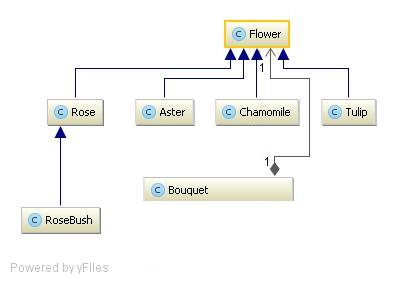 C Flower
1
C Rose
C Aster
C Chamomile
C Tulip
1
C Bouquet
C RoseBush
Powered by yFiles